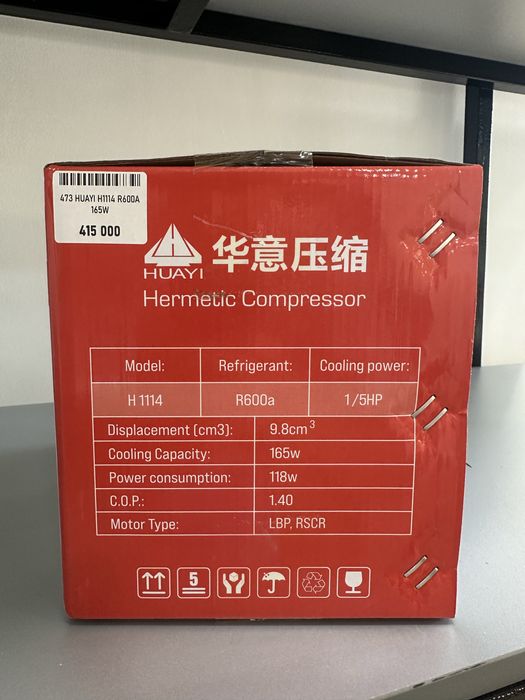 473 HUAYI H1114 R600A
165W
415 000
HUAYI
华意压缩
Hermetic Compressor
Model: Refrigerant: Cooling power:
H 1114 R600a 1/5HP
Displacement (cm3): 9.8cm³
Cooling Capacity: 165w
Power consumption: 118w
C.O.P.: 1.40
Motor Type: LBP, RSCR
5